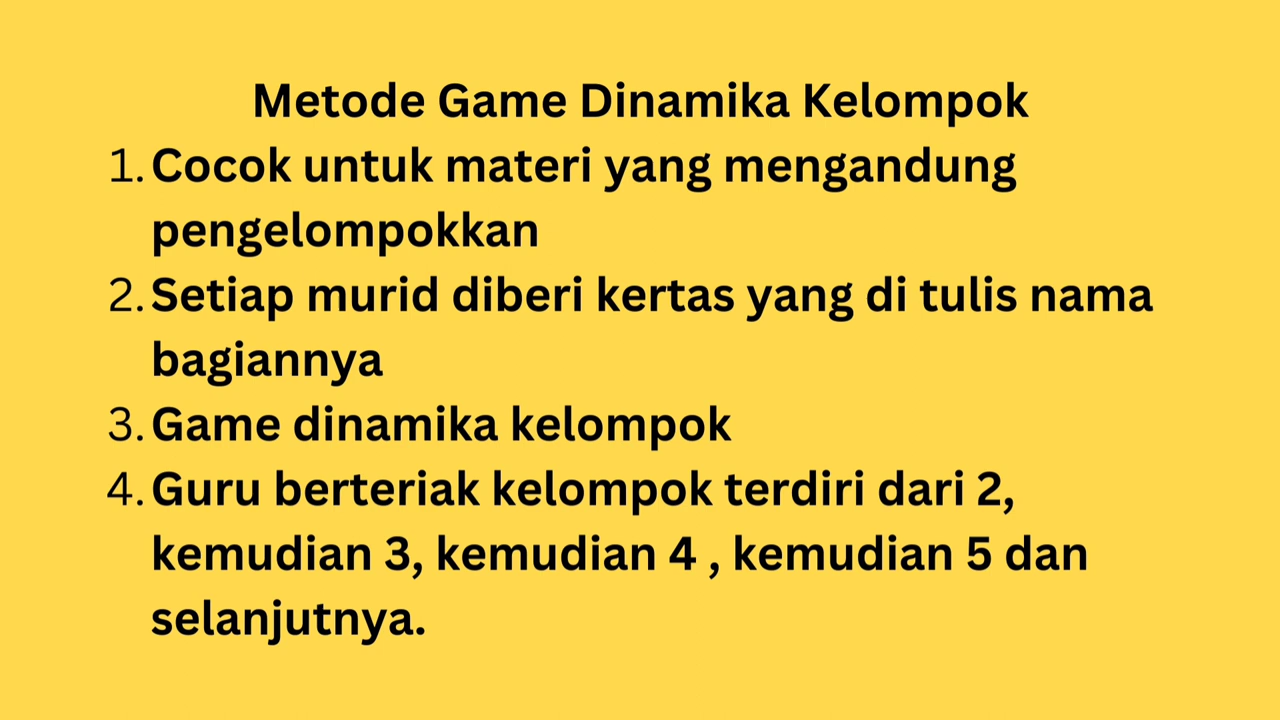 Metode Game Dinamika Kelompok
1. Cocok untuk materi yang mengandung
pengelompokkan
2. Setiap murid diberi kertas yang di tulis nama
bagiannya
3. Game dinamika kelompok
4. Guru berteriak kelompok terdiri dari 2,
kemudian 3, kemudian 4 , kemudian 5 dan
selanjutnya.